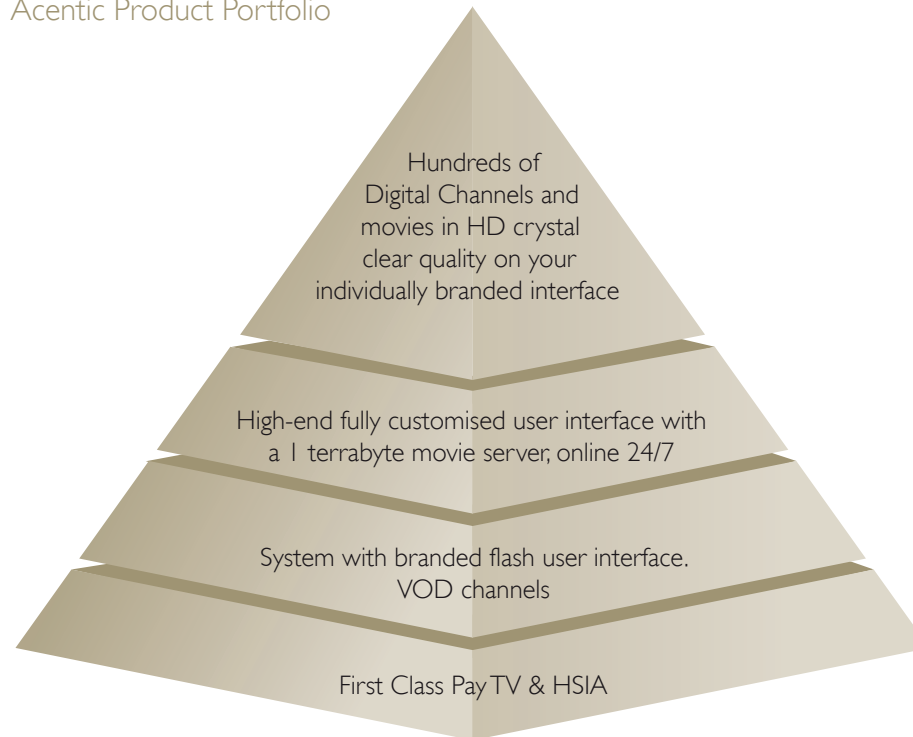 Acentic Product Portfolio
Hundreds of
Digital Channels and
movies in HD crystal
clear quality on your
individually branded interface
High-end fully customised user interface with
a 1 terrabyte movie server, online 24/7
System with branded flash user interface.
VOD channels
First Class Pay TV & HSIA